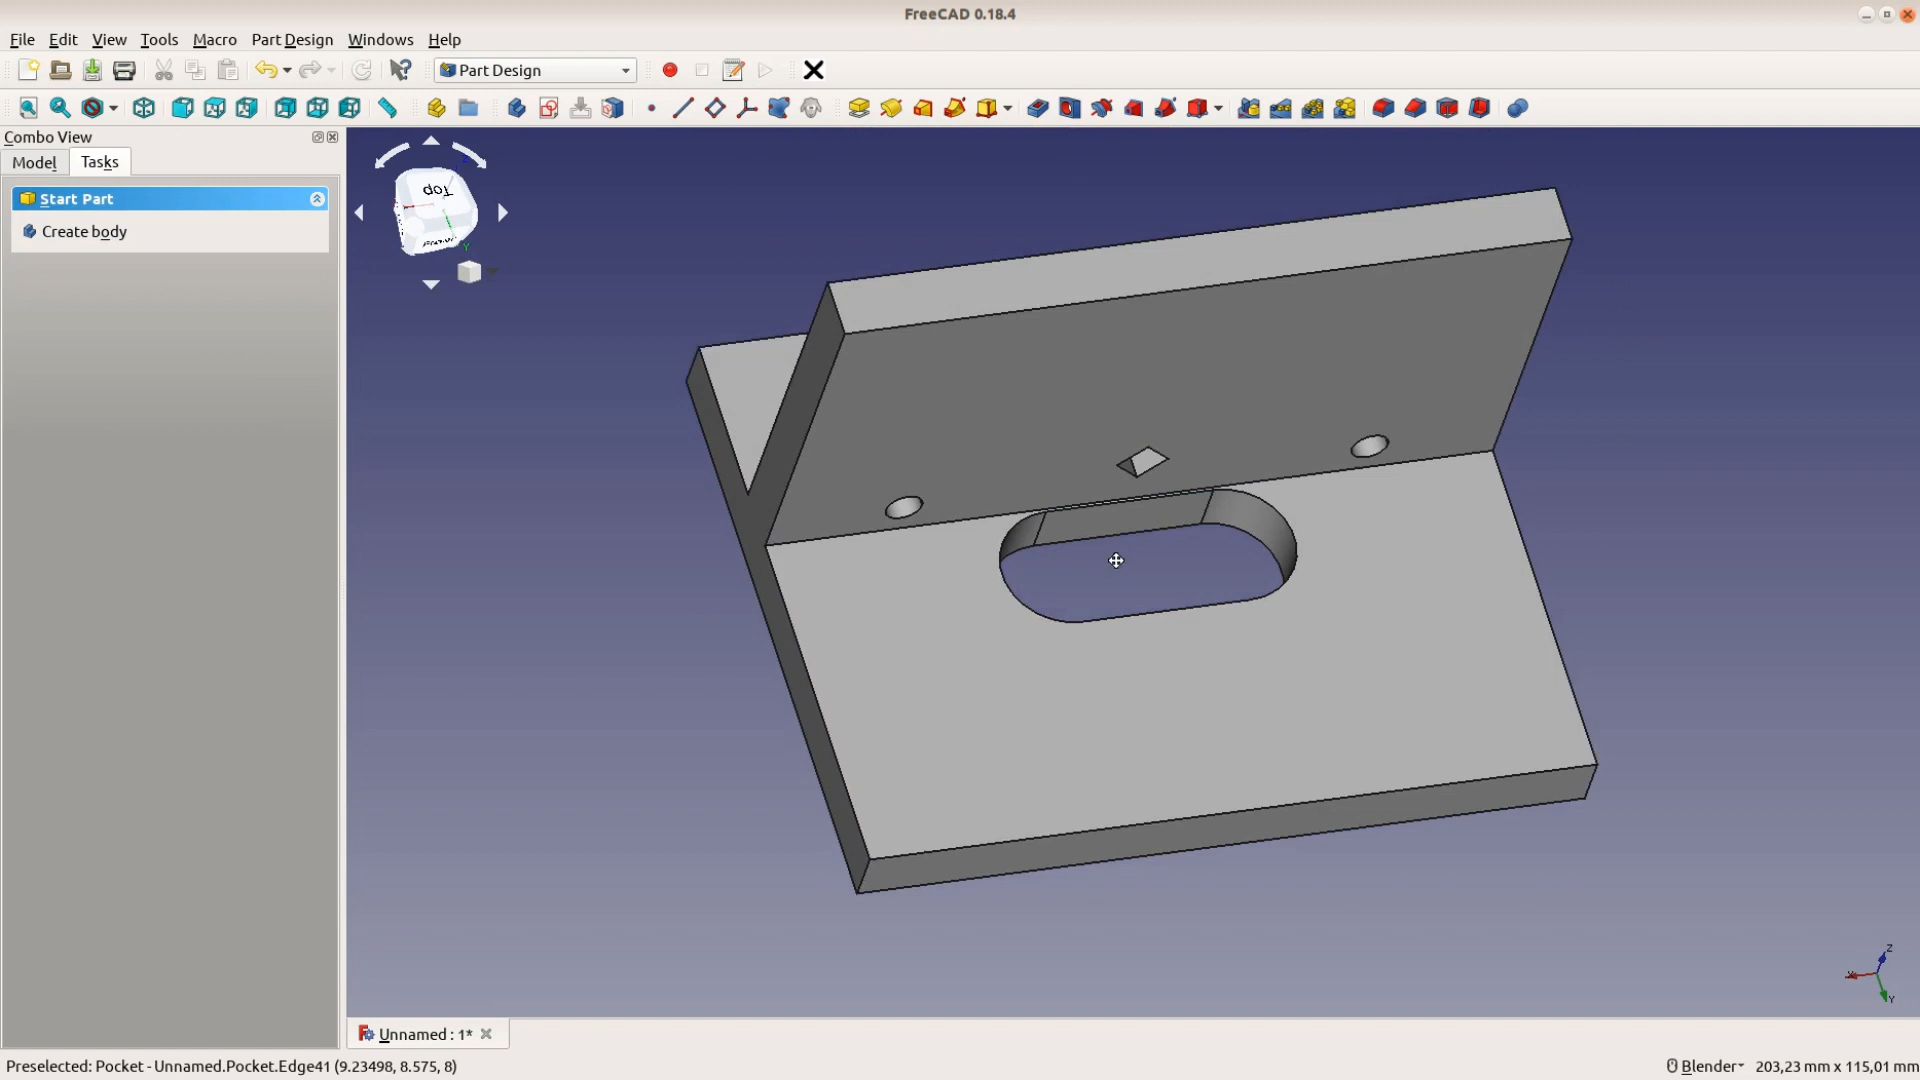 FreeCAD 0.18.4
File Edit View Tools Macro Part Design Windows Help
Part Design
Combo View
Model Tasks
Start Part
Create body
Top
Z
X
Y
Y
Unnamed : 1*
Preselected: Pocket - Unnamed.Pocket.Edge41 (9.23498, 8.575, 8)
Blender 203,23 mm x 115,01 mm